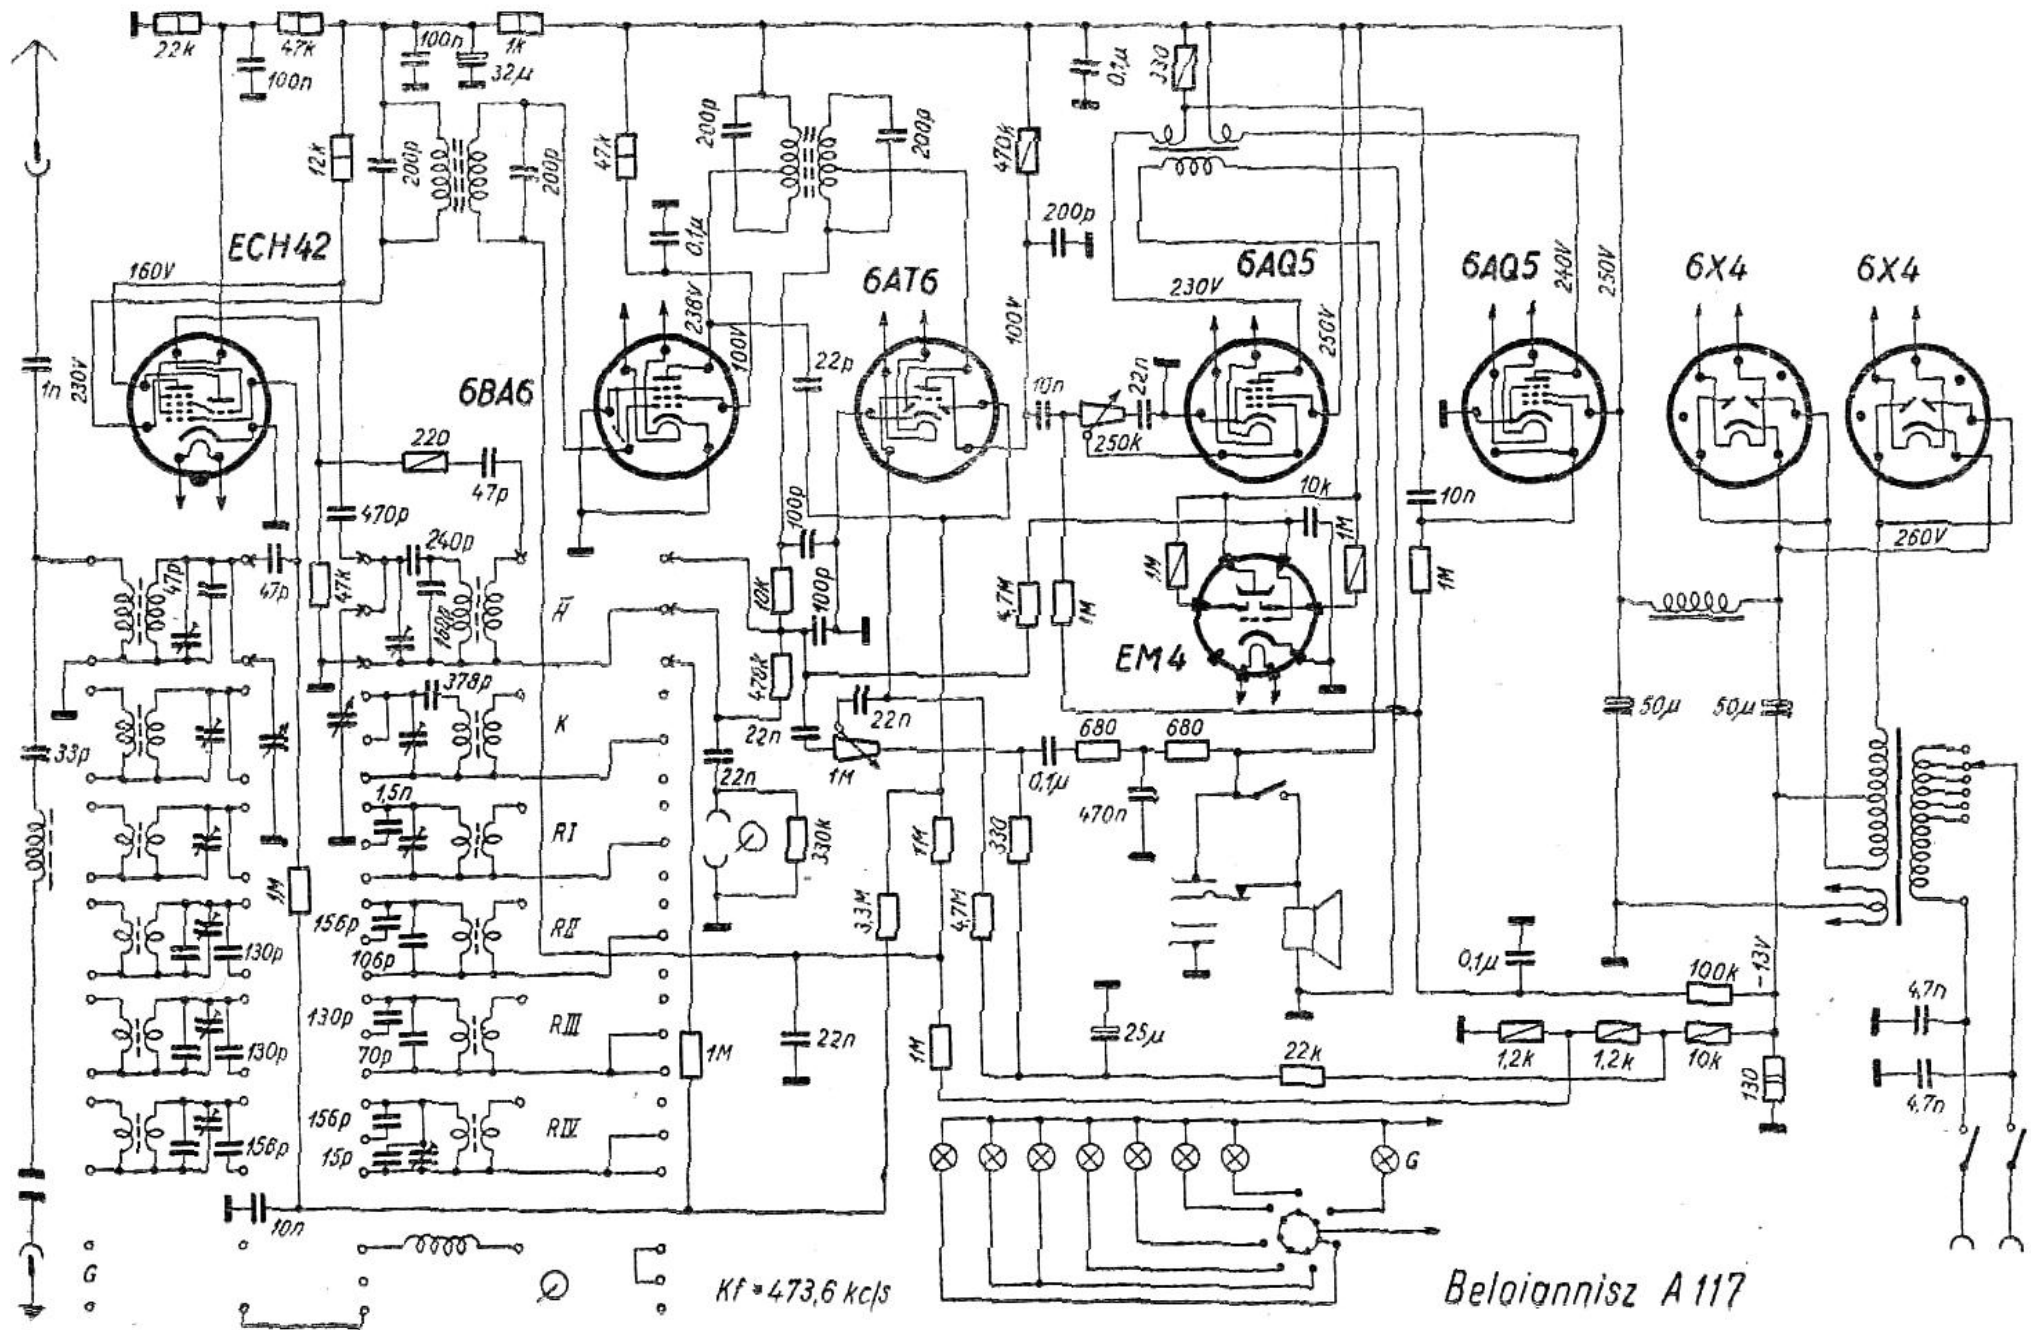 22k
47k
1k
100n
100n
32µ
12k
200p
200p
47k
0,1µ
200p
200p
470k
200p
0,1µ
330
ECH42
160V
230V
6BA6
238V
100V
22p
6AT6
100V
10n
250k
22n
6AQ5
230V
250V
6AQ5
240V
250V
6X4
6X4
260V
1n
220
47p
470p
47k
47p
47p
240p
160p
H
100p
10k
100p
470k
4,7M
1M
1M
10k
1M
EM4
10n
1M
50µ
50µ
33p
378p
K
22n
22n
22n
1M
0,1µ
680
680
470n
1,5n
RI
330k
1M
330
1M
156p
106p
RII
130p
3,3M
4,7M
130p
70p
RIII
130p
1M
22n
1M
25µ
22k
0,1µ
100k
-13V
1,2k
1,2k
10k
130
4,7n
4,7n
156p
15p
RIV
156p
10n
G
G
Kf = 473,6 kc/s
Beloiannisz A 117